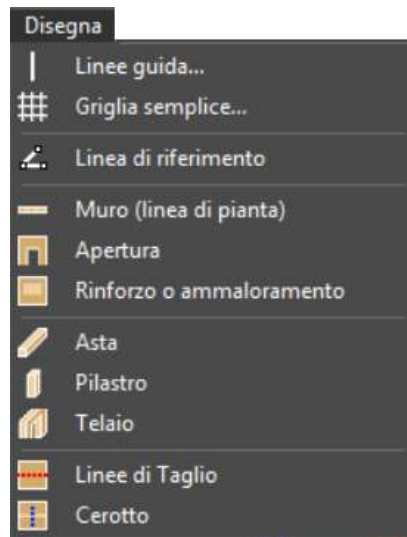 Disegna
Linee guida...
Griglia semplice...
Linea di riferimento
Muro (linea di pianta)
Apertura
Rinforzo o ammaloramento
Asta
Pilastro
Telaio
Linee di Taglio
Cerotto